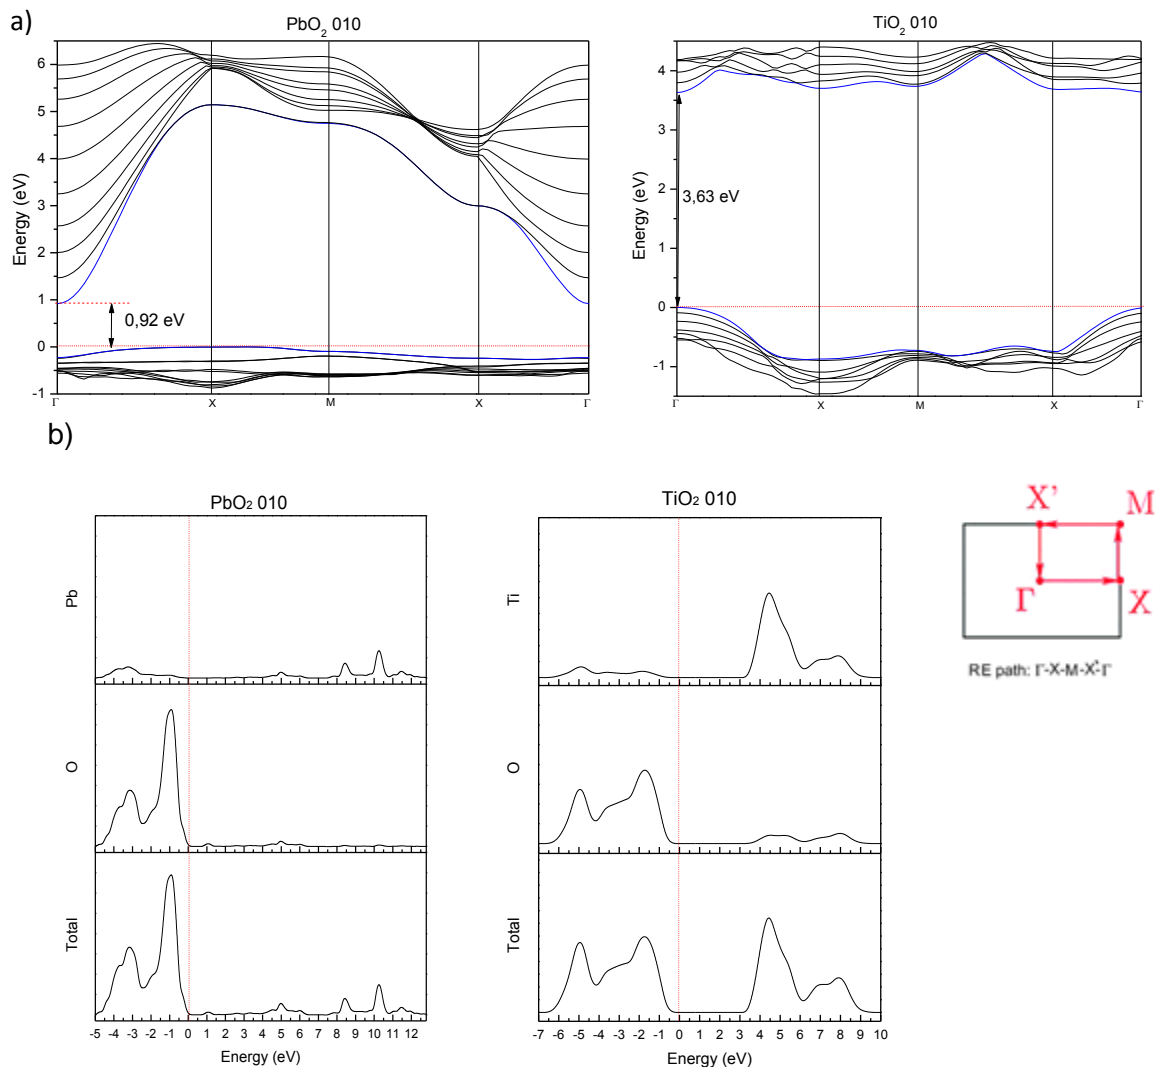 a)
PbO2 010
TiO2 010
Energy (eV)
6
5
4
3
2
1
0
-1
0,92 eV
Γ X M X Γ
Energy (eV)
4
3
2
1
0
-1
3,63 eV
Γ X M X Γ
b)
PbO2 010
TiO2 010
Pb
O
Total
-5 -4 -3 -2 -1 0 1 2 3 4 5 6 7 8 9 10 11 12
Energy (eV)
Ti
O
Total
-7 -6 -5 -4 -3 -2 -1 0 1 2 3 4 5 6 7 8 9 10
Energy (eV)
X' M
Γ X
RE path: Γ-X-M-X'-Γ